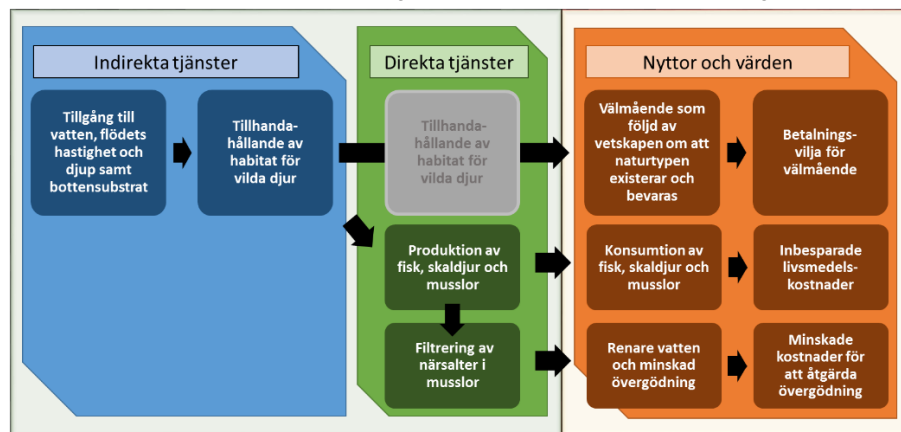 Indirekta tjänster
Direkta tjänster
Nyttor och värden
Tillgång till
vatten, flödets
hastighet och
djup samt
bottensubstrat
Tillhanda-
hållande av
habitat för
vilda djur
Tillhanda-
hållande av
habitat för
vilda djur
Välmående som
följd av
vetskapen om att
naturtypen
existerar och
bevaras
Betalnings-
vilja för
välmående
Produktion av
fisk, skaldjur och
musslor
Konsumtion av
fisk, skaldjur och
musslor
Inbesparade
livsmedels-
kostnader
Filtrering av
närsalter i
musslor
Renare vatten
och minskad
övergödning
Minskade
kostnader för
att åtgärda
övergödning